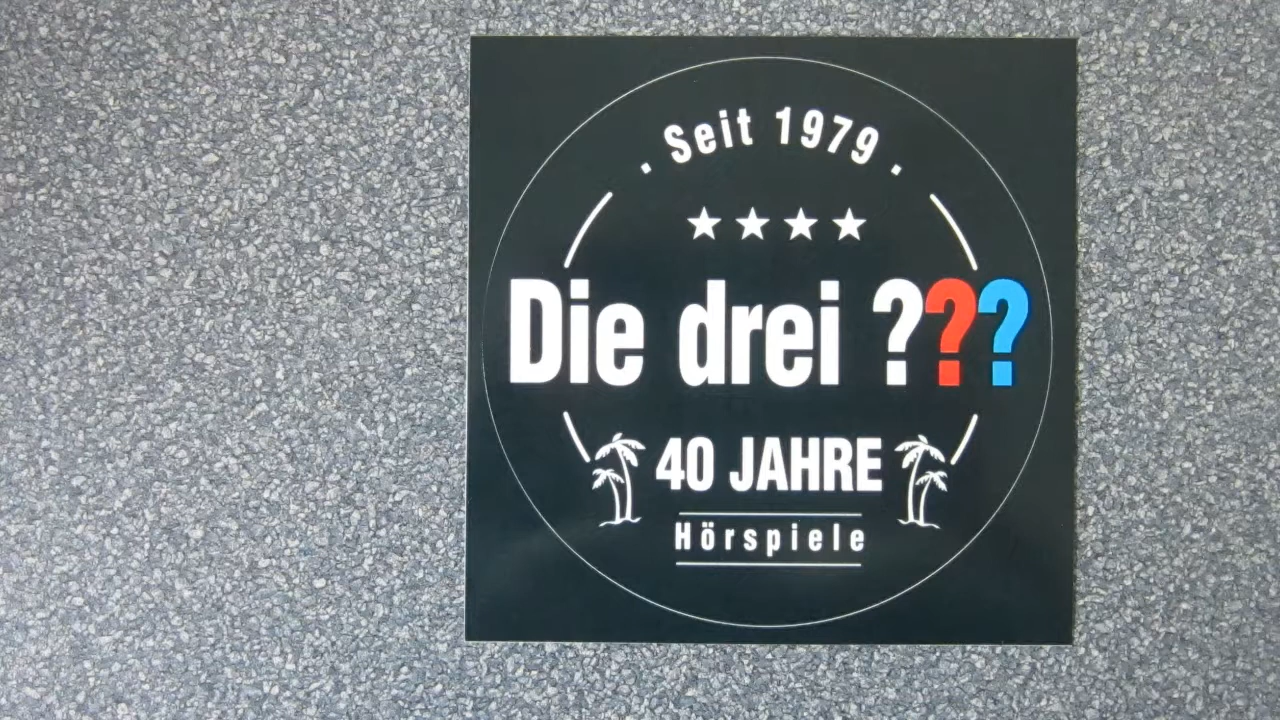 . Seit 1979 .
Die drei ???
40 JAHRE
Hörspiele